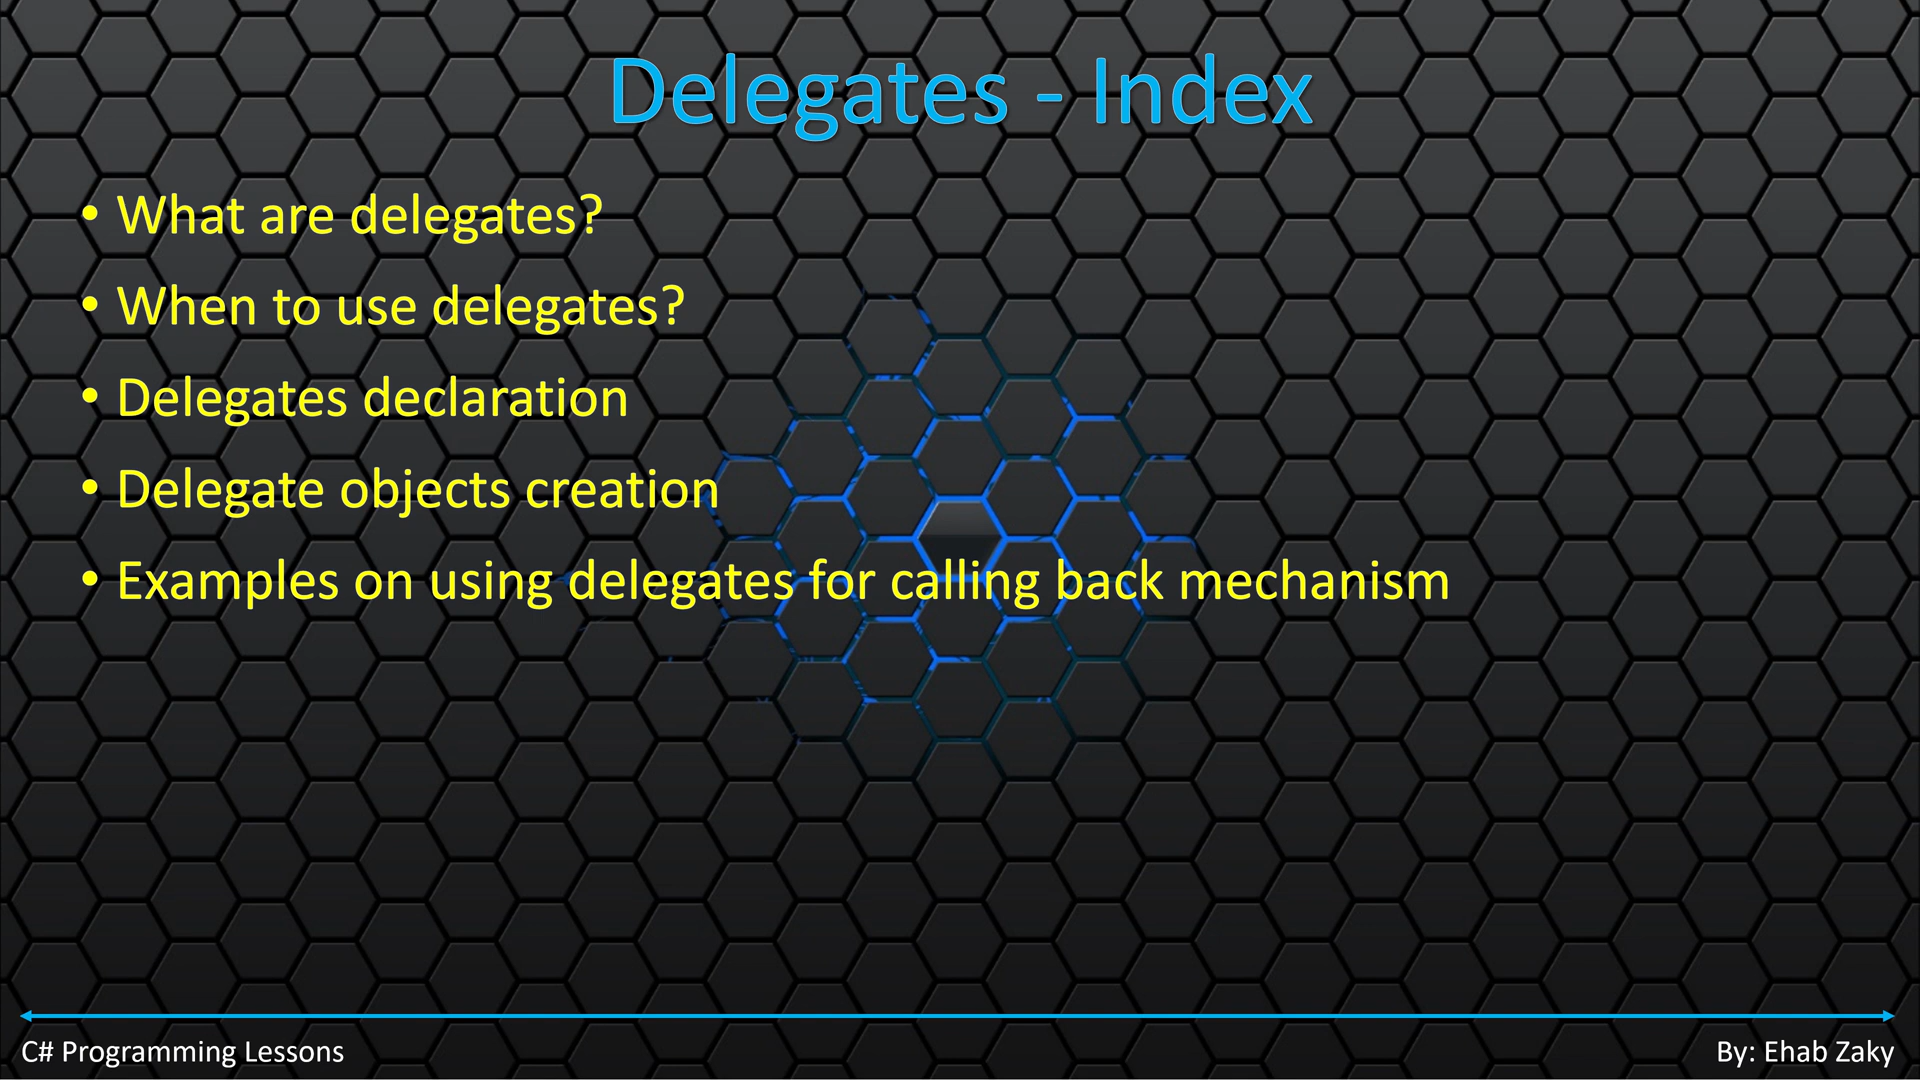 Delegates - Index
• What are delegates?
• When to use delegates?
• Delegates declaration
• Delegate objects creation
• Examples on using delegates for calling back mechanism
C# Programming Lessons
By: Ehab Zaky